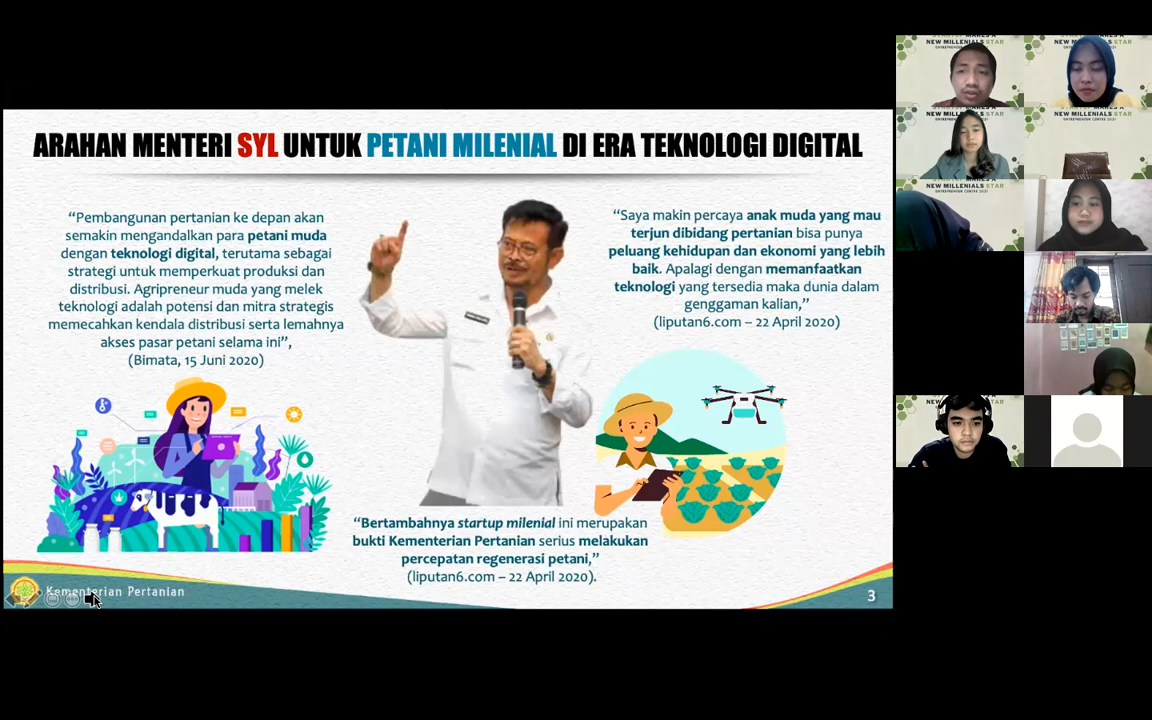 ARAHAN MENTERI SYL UNTUK PETANI MILENIAL DI ERA TEKNOLOGI DIGITAL
“Pembangunan pertanian ke depan akan
semakin mengandalkan para petani muda
dengan teknologi digital, terutama sebagai
strategi untuk memperkuat produksi dan
distribusi. Agripreneur muda yang melek
teknologi adalah potensi dan mitra strategis
memecahkan kendala distribusi serta lemahnya
akses pasar petani selama ini”,
(Bimata, 15 Juni 2020)
“Saya makin percaya anak muda yang mau
terjun dibidang pertanian bisa punya
peluang kehidupan dan ekonomi yang lebih
baik. Apalagi dengan memanfaatkan
teknologi yang tersedia maka dunia dalam
genggaman kalian,”
(liputan6.com – 22 April 2020)
“Bertambahnya startup milenial ini merupakan
bukti Kementerian Pertanian serius melakukan
percepatan regenerasi petani,”
(liputan6.com – 22 April 2020).
Kementerian Pertanian
3
NEW MILLENIALS STAR
NEW MILLENIALS STAR
NEW MILLENIALS STAR
ENTREPRENEUR CENTRE 2021
NEW MILLENIALS STAR